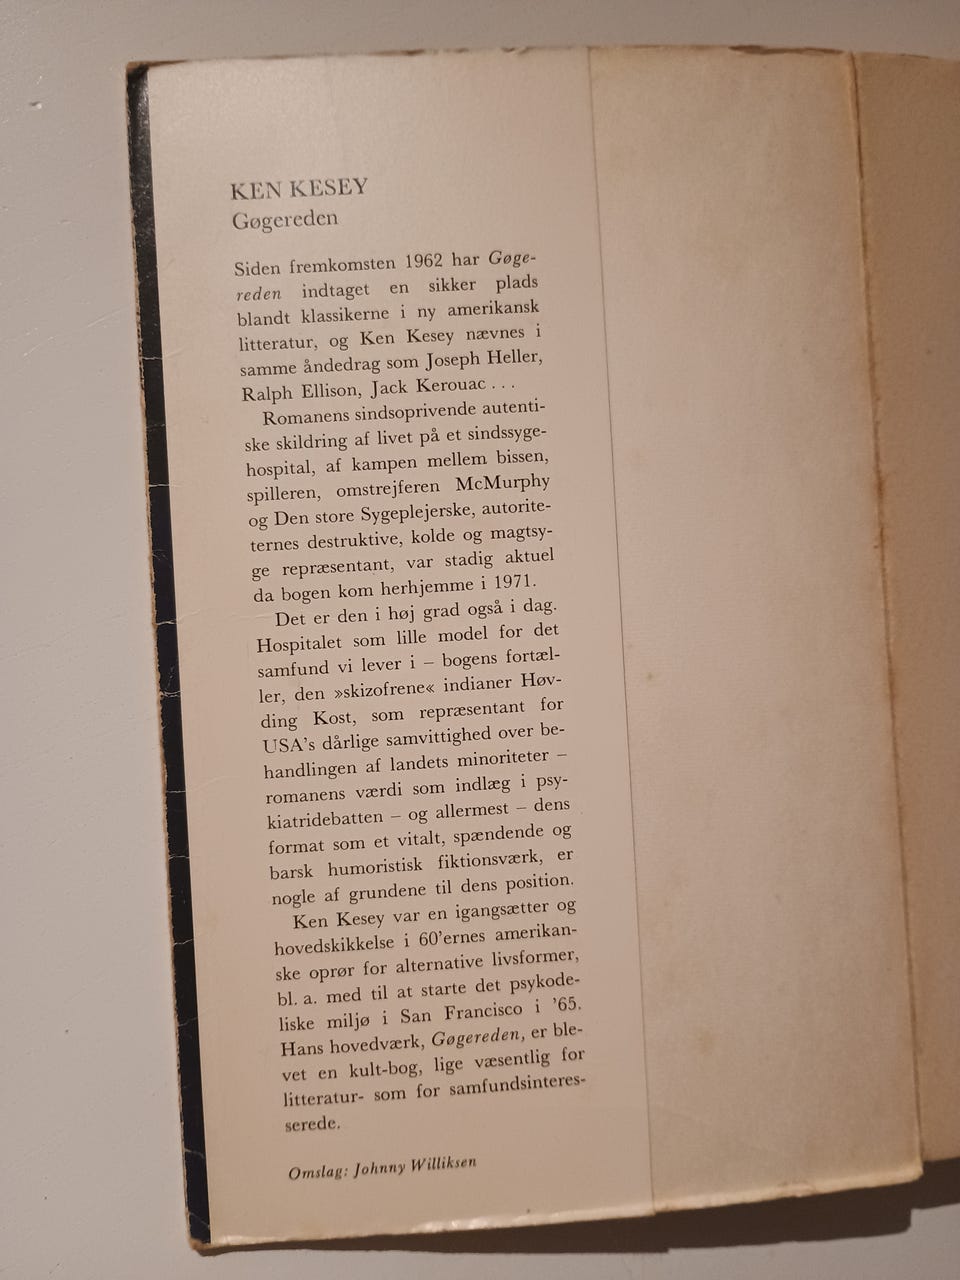 KEN KESEY
Gøgereden
Siden fremkomsten 1962 har Gøge-
reden indtaget en sikker plads
blandt klassikerne i ny amerikansk
litteratur, og Ken Kesey nævnes i
samme åndedrag som Joseph Heller,
Ralph Ellison, Jack Kerouac . . .
Romanens sindsoprivende autenti-
ske skildring af livet på et sindssyge-
hospital, af kampen mellem bissen,
spilleren, omstrejferen McMurphy
og Den store Sygeplejerske, autorite-
ternes destruktive, kolde og magtsy-
ge repræsentant, var stadig aktuel
da bogen kom herhjemme i 1971.
Det er den i høj grad også i dag.
Hospitalet som lille model for det
samfund vi lever i – bogens fortæl-
ler, den »skizofrene« indianer Høv-
ding Kost, som repræsentant for
USA's dårlige samvittighed over be-
handlingen af landets minoriteter –
romanens værdi som indlæg i psy-
kiatridebatten – og allermest – dens
format som et vitalt, spændende og
barsk humoristisk fiktionsværk, er
nogle af grundene til dens position.
Ken Kesey var en igangsætter og
hovedskikkelse i 60'ernes amerikan-
ske oprør for alternative livsformer,
bl. a. med til at starte det psykode-
liske miljø i San Francisco i '65.
Hans hovedværk, Gøgereden, er ble-
vet en kult-bog, lige væsentlig for
litteratur- som for samfundsinteres-
serede.
Omslag: Johnny Williksen